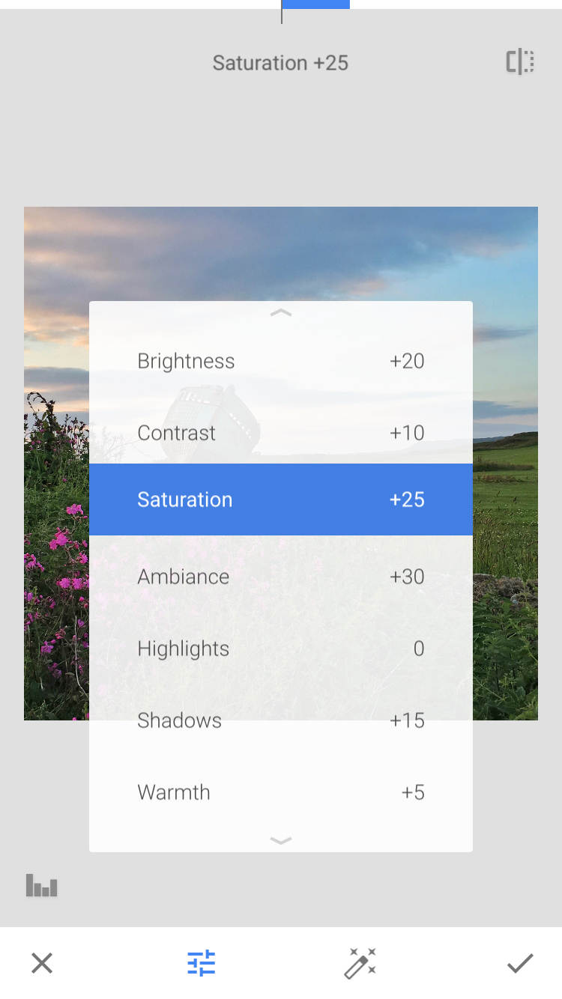 Saturation +25
Brightness +20
Contrast +10
Saturation +25
Ambiance +30
Highlights 0
Shadows +15
Warmth +5